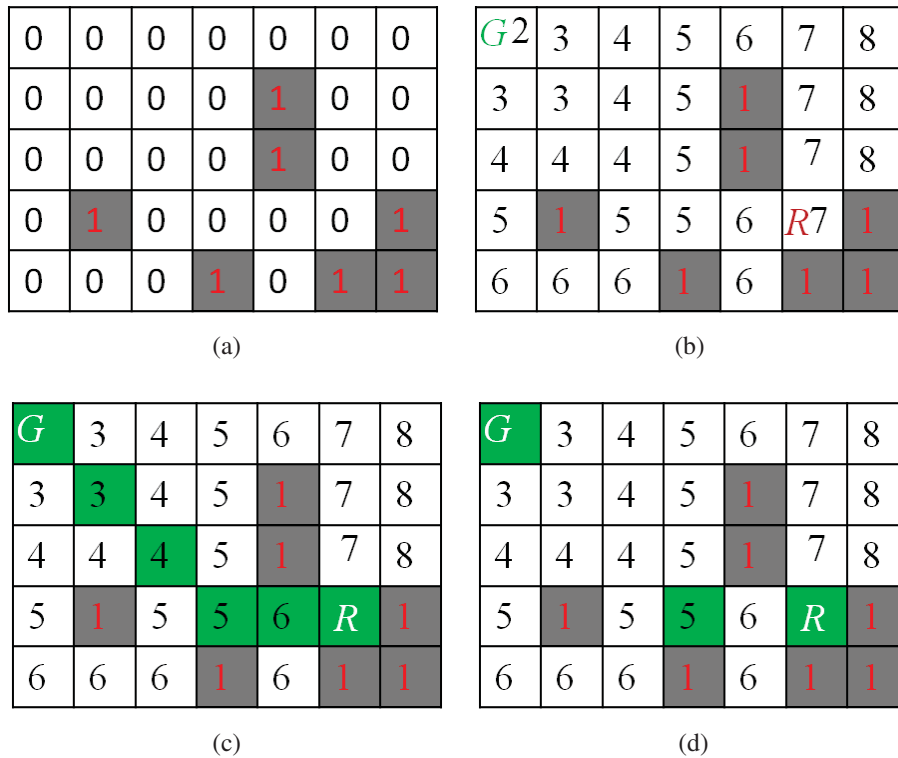 0 0 0 0 0 0 0
0 0 0 0 1 0 0
0 0 0 0 1 0 0
0 1 0 0 0 0 1
0 0 0 1 0 1 1
(a)
G2 3 4 5 6 7 8
3 3 4 5 1 7 8
4 4 4 5 1 7 8
5 1 5 5 6 R7 1
6 6 6 1 6 1 1
(b)
G 3 4 5 6 7 8
3 3 4 5 1 7 8
4 4 4 5 1 7 8
5 1 5 5 6 R 1
6 6 6 1 6 1 1
(c)
G 3 4 5 6 7 8
3 3 4 5 1 7 8
4 4 4 5 1 7 8
5 1 5 5 6 R 1
6 6 6 1 6 1 1
(d)